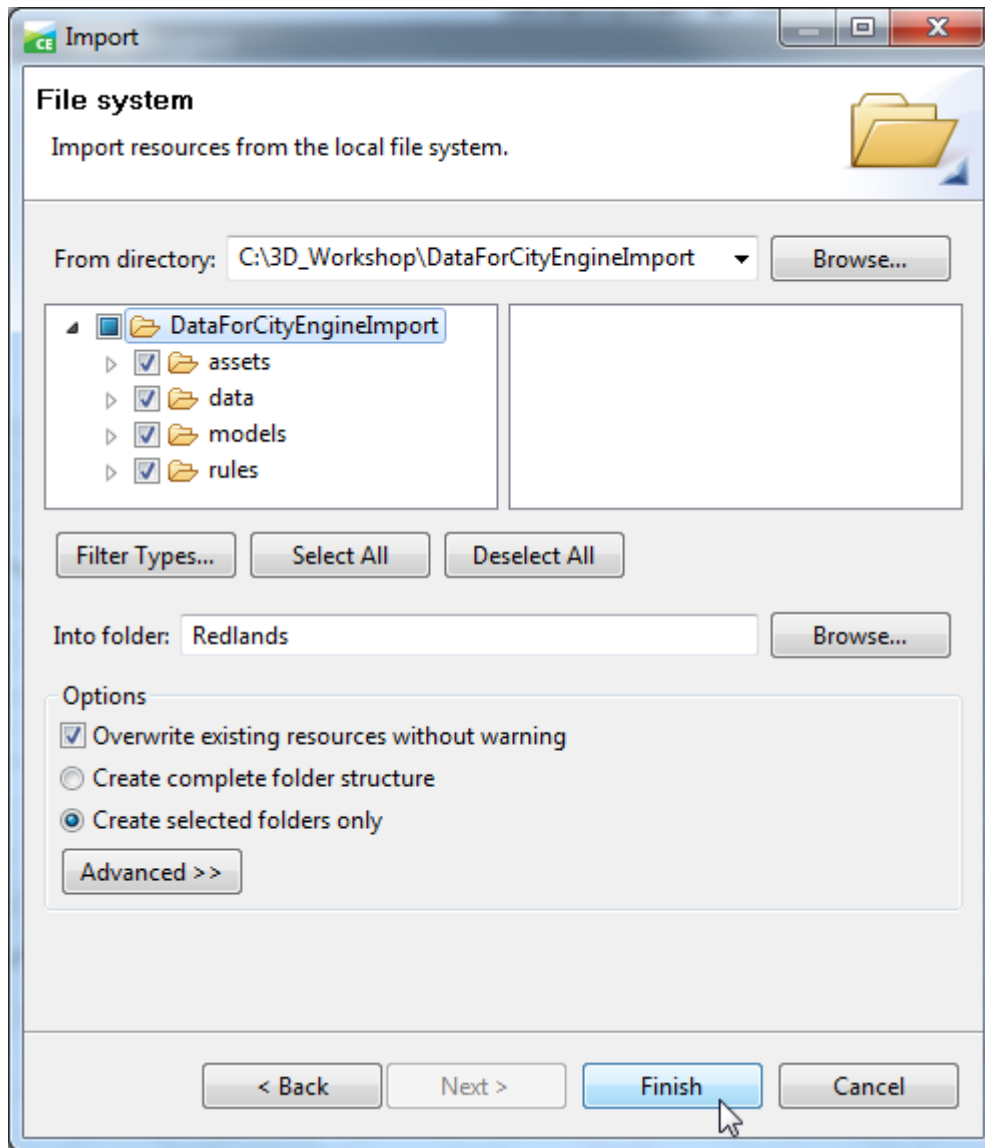 CE Import
File system
Import resources from the local file system.
From directory: C:\3D_Workshop\DataForCityEngineImport Browse...
DataForCityEngineImport
assets
data
models
rules
Filter Types... Select All Deselect All
Into folder: Redlands Browse...
Options
Overwrite existing resources without warning
Create complete folder structure
Create selected folders only
Advanced >>
< Back Next > Finish Cancel